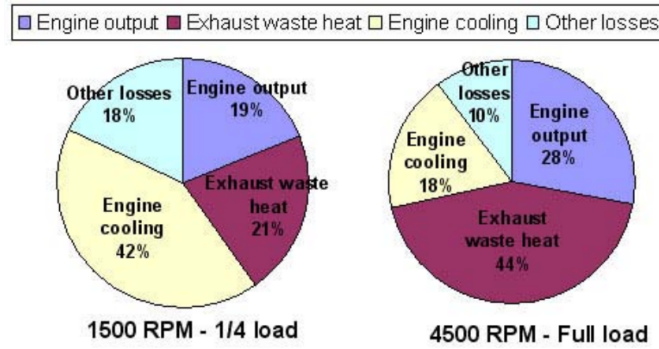 Engine output Exhaust waste heat Engine cooling Other losses
Other losses
18%
Engine output
19%
Exhaust waste
heat
21%
Engine
cooling
42%
1500 RPM - 1/4 load
Other
losses
10%
Engine
output
28%
Engine
cooling
18%
Exhaust
waste heat
44%
4500 RPM - Full load